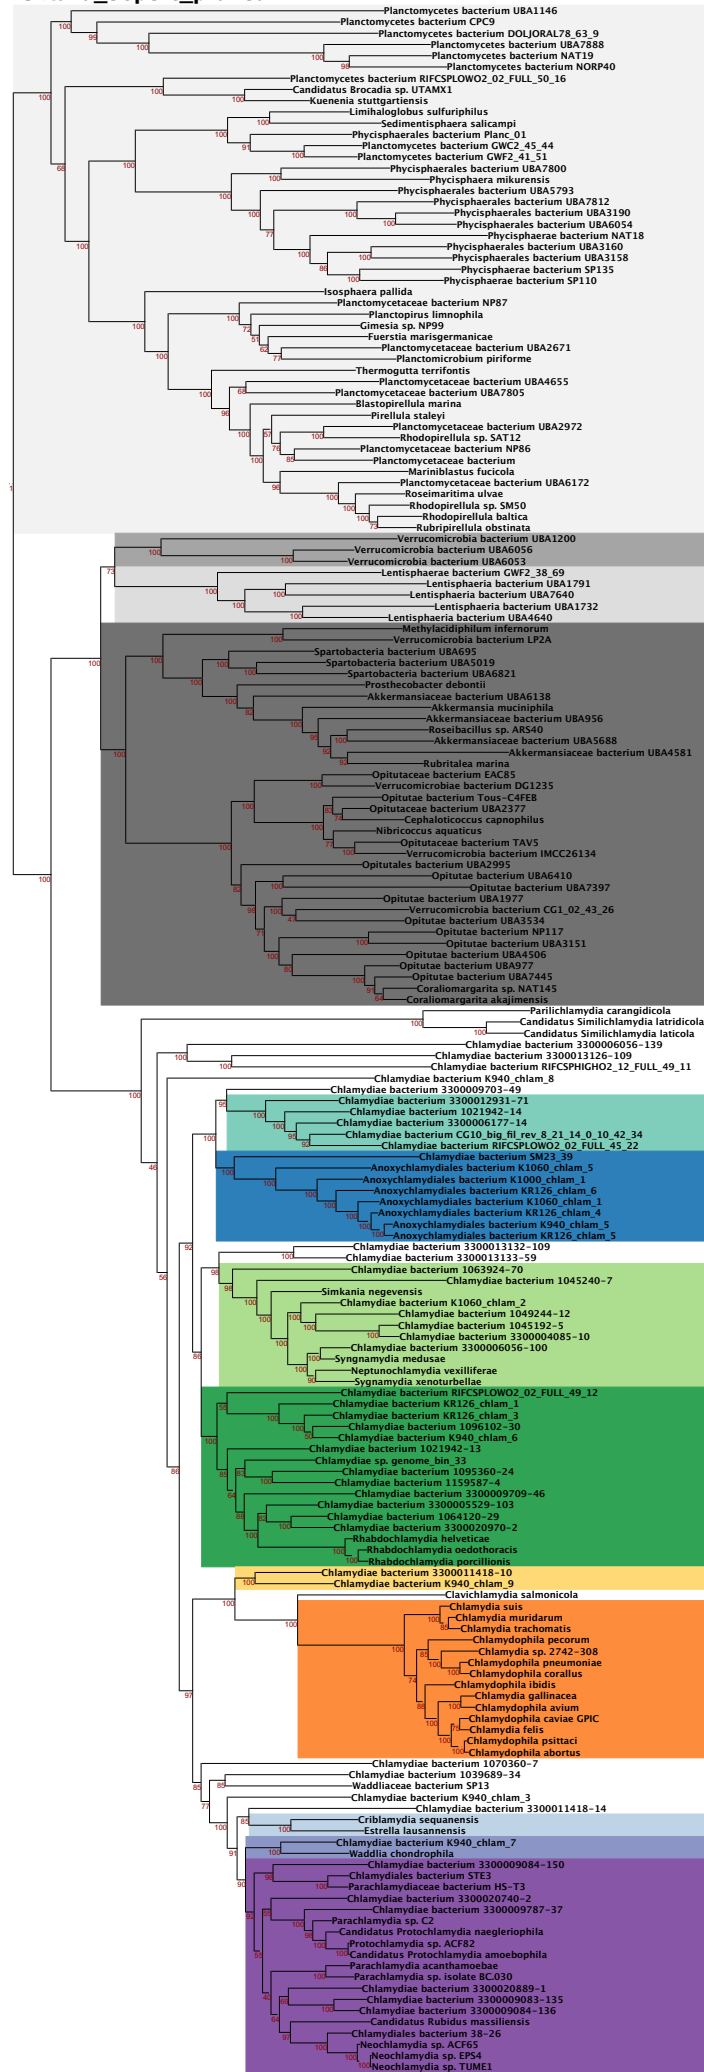 Planctomycetes bacterium UBA1146
Planctomycetes bacterium CPC9
Planctomycetes bacterium DOLJORAL78_63_9
Planctomycetes bacterium UBA7888
Planctomycetes bacterium NAT19
Planctomycetes bacterium NORP40
Planctomycetes bacterium RIFCSPLOWO2_02_FULL_50_16
Candidatus Brocadia sp. UTAMX1
Kuenenia stuttgartiensis
Limihaloglobus sulfuriphilus
Sedimentisphaera salicampi
Phycisphaerales bacterium Planc_01
Planctomycetes bacterium GWC2_45_44
Planctomycetes bacterium GWF2_41_51
Phycisphaerales bacterium UBA7800
Phycisphaera mikurensis
Phycisphaerales bacterium UBA5793
Phycisphaerales bacterium UBA7812
Phycisphaerales bacterium UBA3190
Phycisphaerales bacterium UBA6054
Phycisphaerae bacterium NAT18
Phycisphaerales bacterium UBA3160
Phycisphaerales bacterium UBA3158
Phycisphaerae bacterium SP135
Phycisphaerae bacterium SP110
Isosphaera pallida
Planctomycetaceae bacterium NP87
Planctopirus limnophila
Gimesia sp. NP99
Fuerstia marisgermanicae
Planctomycetaceae bacterium UBA2671
Planctomicrobium piriforme
Thermogutta terrifontis
Planctomycetaceae bacterium UBA4655
Planctomycetaceae bacterium UBA7805
Blastopirellula marina
Pirellula staleyi
Planctomycetaceae bacterium UBA2972
Rhodopirellula sp. SAT12
Planctomycetaceae bacterium NP86
Planctomycetaceae bacterium
Mariniblastus fucicola
Planctomycetaceae bacterium UBA6172
Roseimaritima ulvae
Rhodopirellula sp. SM50
Rhodopirellula baltica
Rubripirellula obstinata
Verrucomicrobia bacterium UBA1200
Verrucomicrobia bacterium UBA6056
Verrucomicrobia bacterium UBA6053
Lentisphaerae bacterium GWF2_38_69
Lentisphaeria bacterium UBA1791
Lentisphaeria bacterium UBA7640
Lentisphaeria bacterium UBA1732
Lentisphaeria bacterium UBA4640
Methylacidiphilum infernorum
Verrucomicrobia bacterium LP2A
Spartobacteria bacterium UBA695
Spartobacteria bacterium UBA5019
Spartobacteria bacterium UBA6821
Prosthecobacter debontii
Akkermansiaceae bacterium UBA6138
Akkermansia muciniphila
Akkermansiaceae bacterium UBA956
Roseibacillus sp. ARS40
Akkermansiaceae bacterium UBA5688
Akkermansiaceae bacterium UBA4581
Rubritalea marina
Opitutaceae bacterium EAC85
Verrucomicrobiae bacterium DG1235
Opitutae bacterium Tous-C4FEB
Opitutaceae bacterium UBA2377
Cephaloticoccus capnophilus
Nibricoccus aquaticus
Opitutaceae bacterium TAV5
Verrucomicrobia bacterium IMCC26134
Opitutales bacterium UBA2995
Opitutae bacterium UBA6410
Opitutae bacterium UBA7397
Opitutae bacterium UBA1977
Verrucomicrobia bacterium CG1_02_43_26
Opitutae bacterium UBA3534
Opitutae bacterium NP117
Opitutae bacterium UBA3151
Opitutae bacterium UBA4506
Opitutae bacterium UBA977
Opitutae bacterium UBA7445
Coraliomargarita sp. NAT145
Coraliomargarita akajimensis
Parilichlamydia carangidicola
Candidatus Similichlamydia latridicola
Candidatus Similichlamydia laticola
Chlamydiae bacterium 3300006056-139
Chlamydiae bacterium 3300013126-109
Chlamydiae bacterium RIFCSPHIGHO2_12_FULL_49_11
Chlamydiae bacterium K940_chlam_8
Chlamydiae bacterium 3300009703-49
Chlamydiae bacterium 3300012931-71
Chlamydiae bacterium 1021942-14
Chlamydiae bacterium 3300006177-14
Chlamydiae bacterium CG10_big_fil_rev_8_21_14_0_10_42_34
Chlamydiae bacterium RIFCSPLOWO2_02_FULL_45_22
Chlamydiae bacterium SM23_39
Anoxychlamydiales bacterium K1060_chlam_5
Anoxychlamydiales bacterium K1000_chlam_1
Anoxychlamydiales bacterium KR126_chlam_6
Anoxychlamydiales bacterium K1060_chlam_1
Anoxychlamydiales bacterium KR126_chlam_4
Anoxychlamydiales bacterium K940_chlam_5
Anoxychlamydiales bacterium KR126_chlam_5
Chlamydiae bacterium 3300013132-109
Chlamydiae bacterium 3300013133-59
Chlamydiae bacterium 1063924-70
Chlamydiae bacterium 1045240-7
Simkania negevensis
Chlamydiae bacterium K1060_chlam_2
Chlamydiae bacterium 1049244-12
Chlamydiae bacterium 1045192-5
Chlamydiae bacterium 3300004085-10
Chlamydiae bacterium 3300006056-100
Syngnamydia medusae
Neptunochlamydia vexilliferae
Sygnamydia xenoturbellae
Chlamydiae bacterium RIFCSPLOWO2_02_FULL_49_12
Chlamydiae bacterium KR126_chlam_1
Chlamydiae bacterium KR126_chlam_3
Chlamydiae bacterium 1096102-30
Chlamydiae bacterium K940_chlam_6
Chlamydiae bacterium 1021942-13
Chlamydiae sp. genome_bin_33
Chlamydiae bacterium 1095360-24
Chlamydiae bacterium 1159587-4
Chlamydiae bacterium 3300009709-46
Chlamydiae bacterium 3300005529-103
Chlamydiae bacterium 1064120-29
Chlamydiae bacterium 3300020970-2
Rhabdochlamydia helveticae
Rhabdochlamydia oedothoracis
Rhabdochlamydia porcillionis
Chlamydiae bacterium 3300011418-10
Chlamydiae bacterium K940_chlam_9
Clavichlamydia salmonicola
Chlamydia suis
Chlamydia muridarum
Chlamydia trachomatis
Chlamydophila pecorum
Chlamydia sp. 2742-308
Chlamydophila pneumoniae
Chlamydophila corallus
Chlamydophila ibidis
Chlamydia gallinacea
Chlamydia avium
Chlamydophila caviae GPIC
Chlamydia felis
Chlamydophila psittaci
Chlamydophila abortus
Chlamydiae bacterium 1070360-7
Chlamydiae bacterium 1039689-34
Waddliaceae bacterium SP13
Chlamydiae bacterium K940_chlam_3
Chlamydiae bacterium 3300011418-14
Criblamydia sequanensis
Estrella lausannensis
Chlamydiae bacterium K940_chlam_7
Waddlia chondrophila
Chlamydiae bacterium 3300009084-150
Chlamydiales bacterium STE3
Parachlamydiaceae bacterium HS-T3
Chlamydiae bacterium 3300020740-2
Chlamydiae bacterium 3300009787-37
Parachlamydia sp. C2
Candidatus Protochlamydia naegleriophila
Protochlamydia sp. ACF82
Candidatus Protochlamydia amoebophila
Parachlamydia acanthamoebae
Parachlamydia sp. isolate BC.030
Chlamydiae bacterium 3300020889-1
Chlamydiae bacterium 3300009083-135
Chlamydiae bacterium 3300009084-136
Candidatus Rubidus massiliensis
Chlamydiales bacterium 38-26
Neochlamydia sp. ACF65
Neochlamydia sp. EPS4
Neochlamydia sp. TUME1